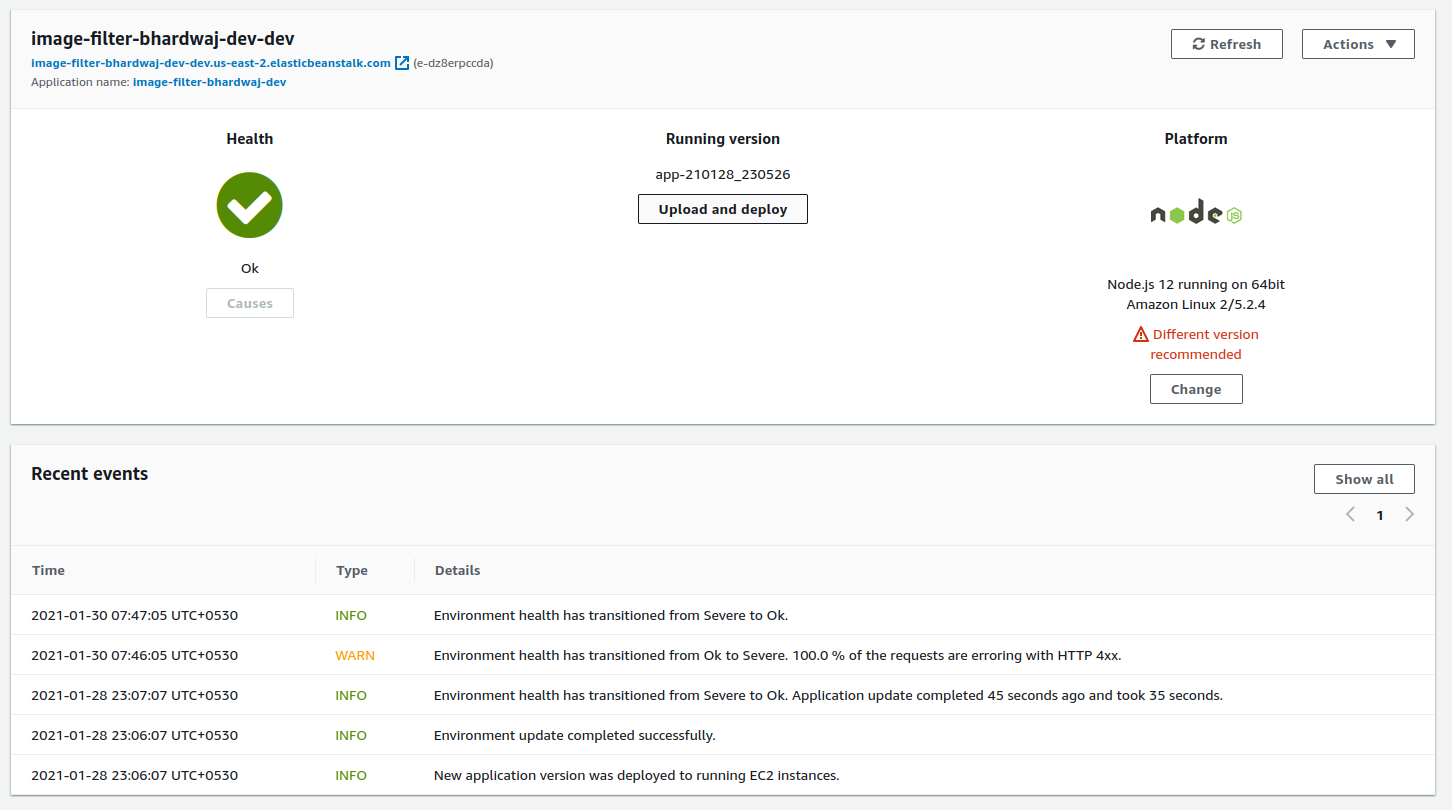 image-filter-bhardwaj-dev-dev
Refresh
Actions
image-filter-bhardwaj-dev-dev.us-east-2.elasticbeanstalk.com (e-dz8erpccda)
Application name: image-filter-bhardwaj-dev
Health
Ok
Causes
Running version
app-210128_230526
Upload and deploy
Platform
node JS
Node.js 12 running on 64bit
Amazon Linux 2/5.2.4
Different version
recommended
Change
Recent events
Show all
1
Time Type Details
2021-01-30 07:47:05 UTC+0530 INFO Environment health has transitioned from Severe to Ok.
2021-01-30 07:46:05 UTC+0530 WARN Environment health has transitioned from Ok to Severe. 100.0 % of the requests are erroring with HTTP 4xx.
2021-01-28 23:07:07 UTC+0530 INFO Environment health has transitioned from Severe to Ok. Application update completed 45 seconds ago and took 35 seconds.
2021-01-28 23:06:07 UTC+0530 INFO Environment update completed successfully.
2021-01-28 23:06:07 UTC+0530 INFO New application version was deployed to running EC2 instances.